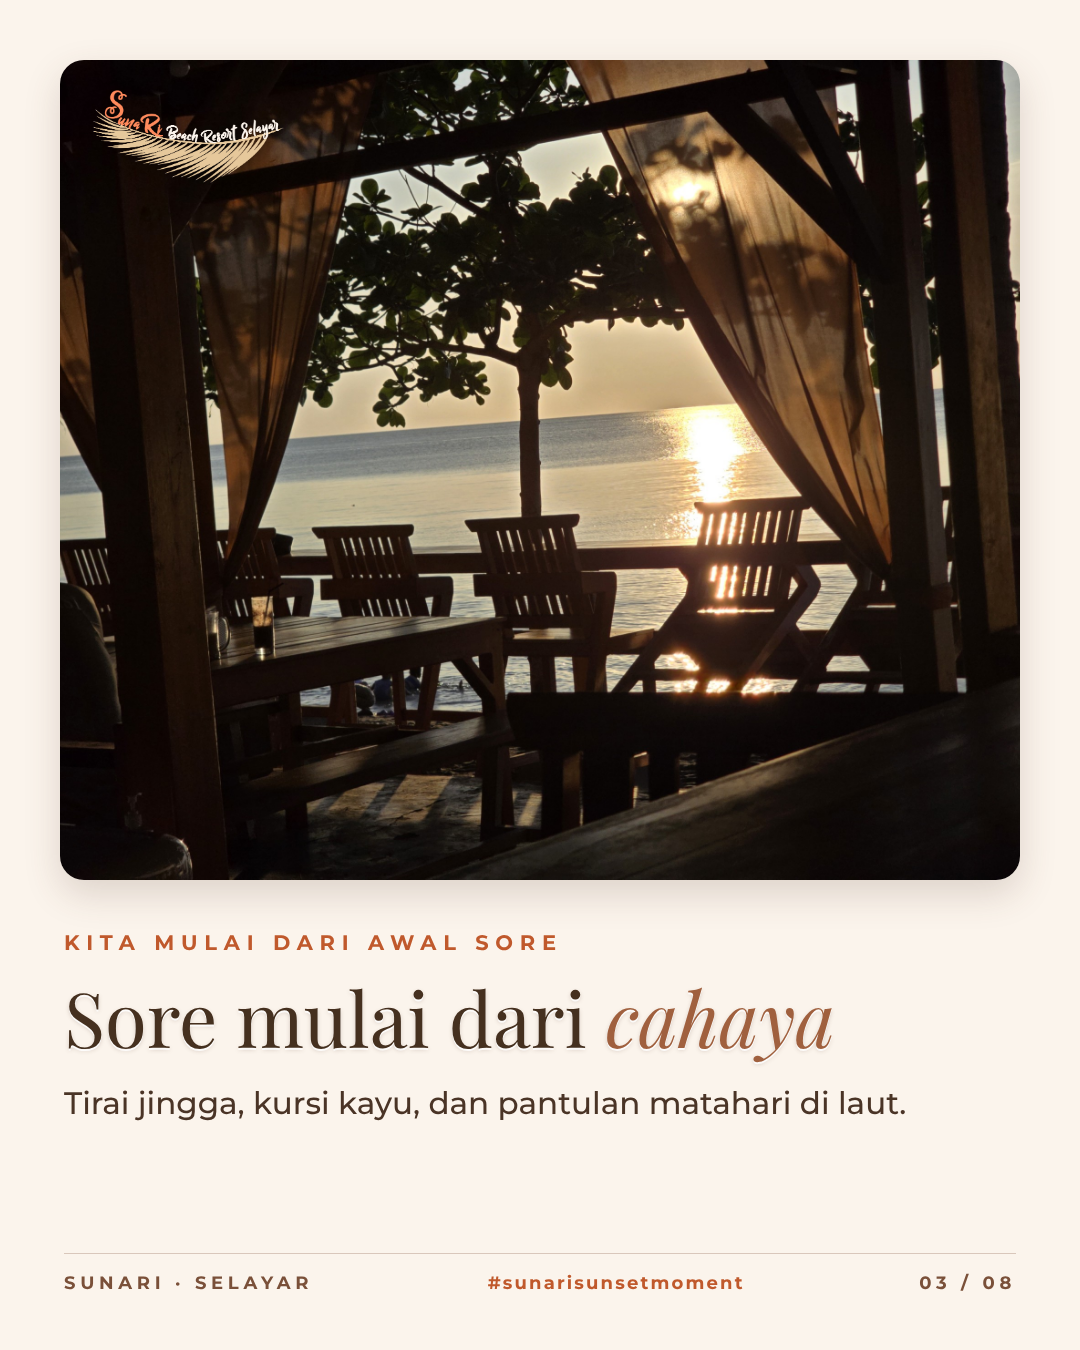 SunaRi Beach Resort Selayar
KITA MULAI DARI AWAL SORE
Sore mulai dari cahaya
Tirai jingga, kursi kayu, dan pantulan matahari di laut.
SUNARI · SELAYAR
#sunarisunsetmoment
03 / 08